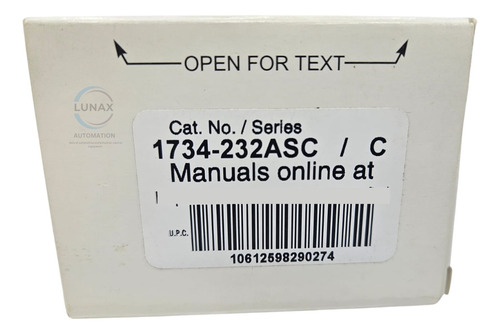 OPEN FOR TEXT
LUNAX
AUTOMATION
Cat. No. / Series
1734-232ASC / C
Manuals online at
U.P.C.
10612598290274